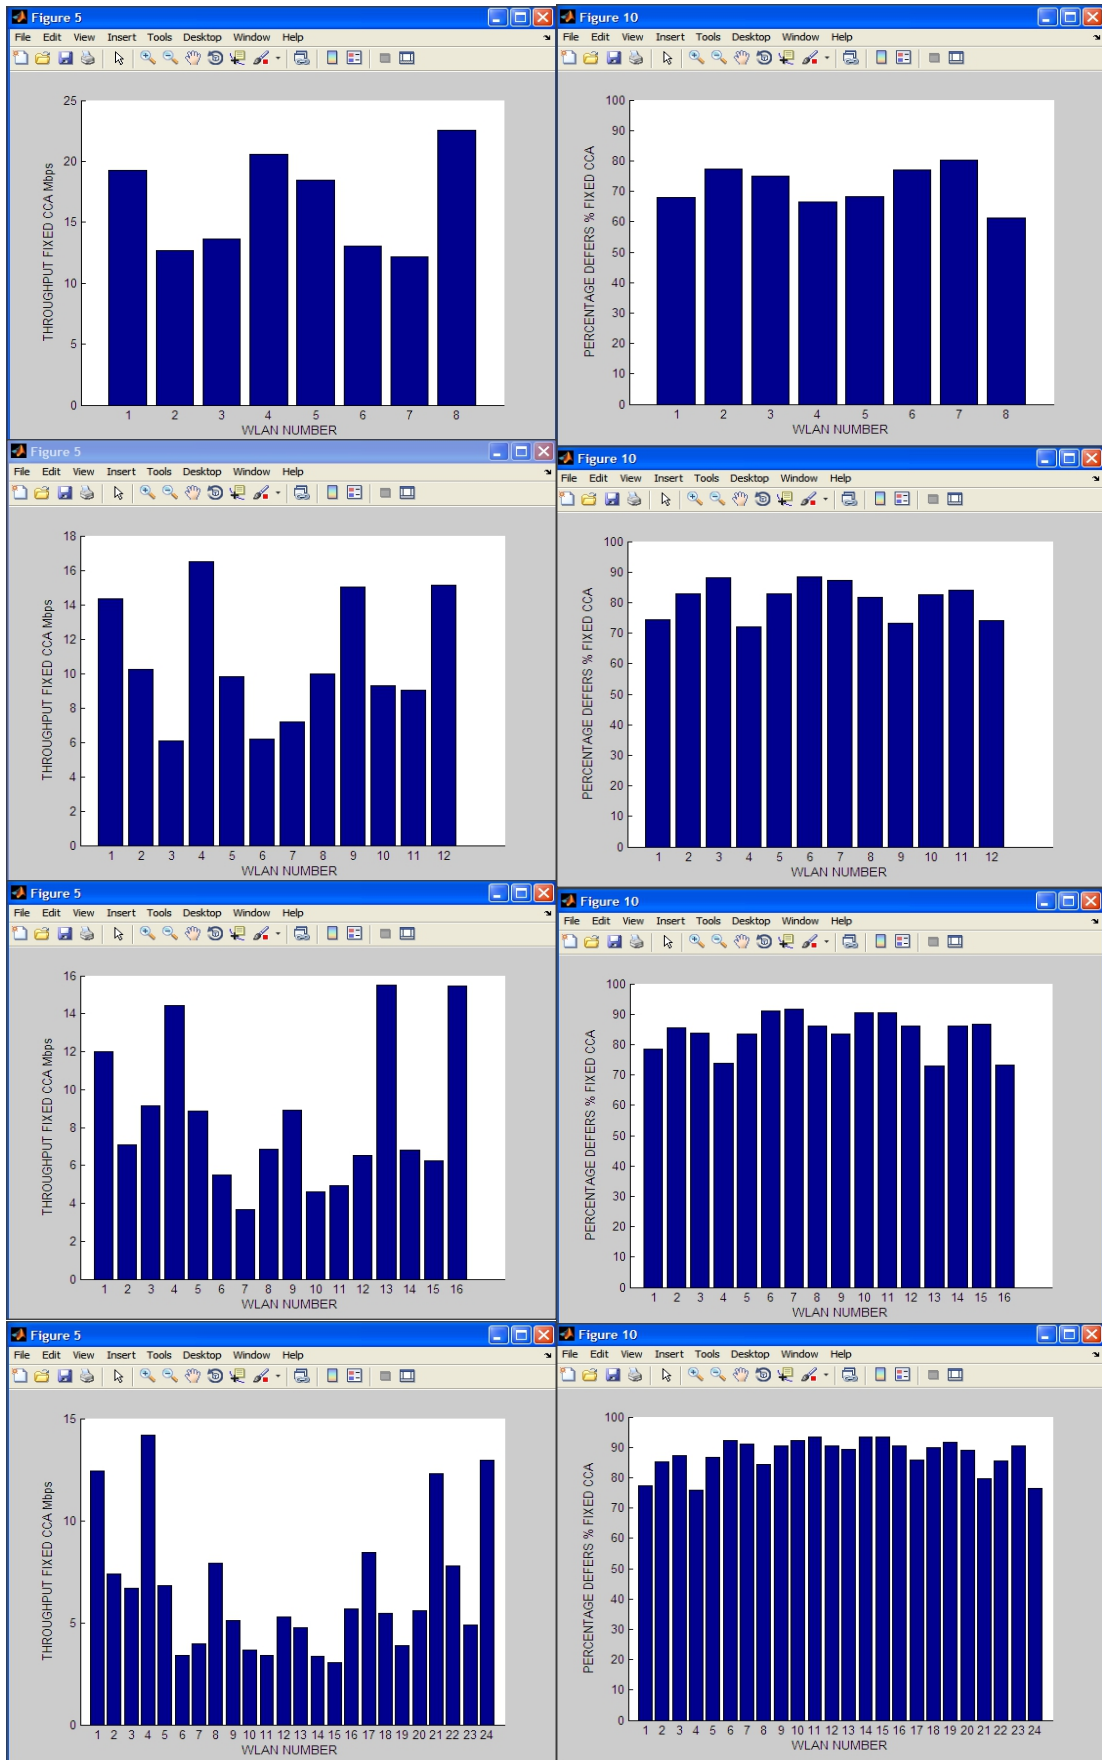 Figure 5
File Edit View Insert Tools Desktop Window Help
THROUGHPUT FIXED CCA Mbps
25
20
15
10
5
0
1 2 3 4 5 6 7 8
WLAN NUMBER
Figure 10
File Edit View Insert Tools Desktop Window Help
PERCENTAGE DEFERS % FIXED CCA
100
90
80
70
60
50
40
30
20
10
0
1 2 3 4 5 6 7 8
WLAN NUMBER
Figure 5
File Edit View Insert Tools Desktop Window Help
THROUGHPUT FIXED CCA Mbps
18
16
14
12
10
8
6
4
2
0
1 2 3 4 5 6 7 8 9 10 11 12
WLAN NUMBER
Figure 10
File Edit View Insert Tools Desktop Window Help
PERCENTAGE DEFERS % FIXED CCA
100
90
80
70
60
50
40
30
20
10
0
1 2 3 4 5 6 7 8 9 10 11 12
WLAN NUMBER
Figure 5
File Edit View Insert Tools Desktop Window Help
THROUGHPUT FIXED CCA Mbps
16
14
12
10
8
6
4
2
0
1 2 3 4 5 6 7 8 9 10 11 12 13 14 15 16
WLAN NUMBER
Figure 10
File Edit View Insert Tools Desktop Window Help
PERCENTAGE DEFERS % FIXED CCA
100
90
80
70
60
50
40
30
20
10
0
1 2 3 4 5 6 7 8 9 10 11 12 13 14 15 16
WLAN NUMBER
Figure 5
File Edit View Insert Tools Desktop Window Help
THROUGHPUT FIXED CCA Mbps
15
10
5
0
1 2 3 4 5 6 7 8 9 10 11 12 13 14 15 16 17 18 19 20 21 22 23 24
WLAN NUMBER
Figure 10
File Edit View Insert Tools Desktop Window Help
PERCENTAGE DEFERS % FIXED CCA
100
90
80
70
60
50
40
30
20
10
0
1 2 3 4 5 6 7 8 9 10 11 12 13 14 15 16 17 18 19 20 21 22 23 24
WLAN NUMBER